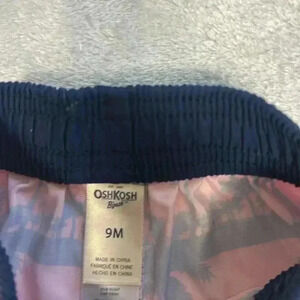 OSHKOSH
B'gosh
9M
MADE IN CHINA
FABRIQUÉ EN CHINE
HECHO EN CHINA